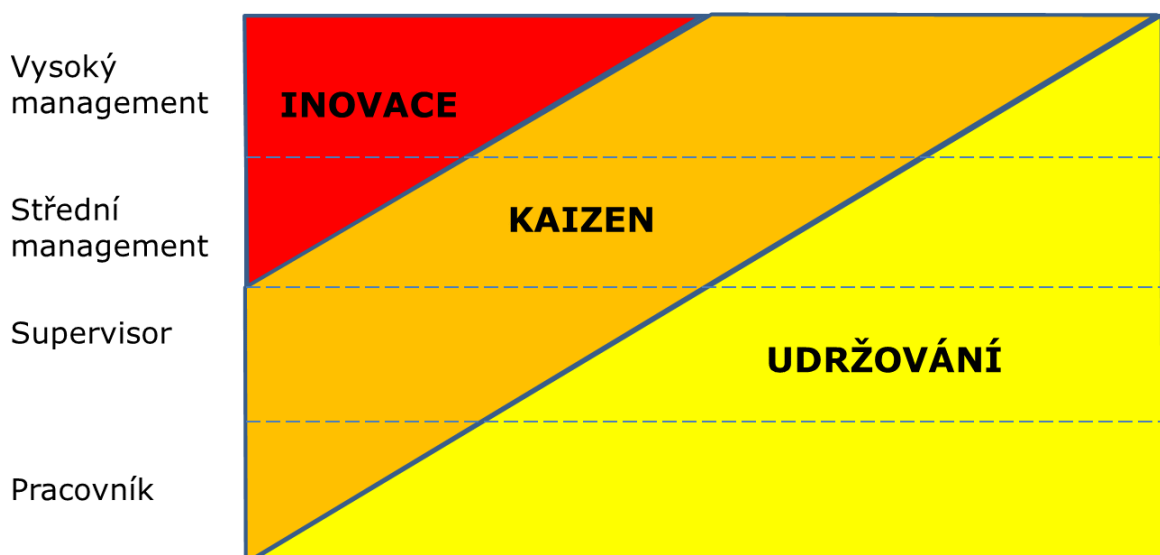 Vysoký
management
INOVACE
Střední
management
KAIZEN
Supervisor
UDRŽOVÁNÍ
Pracovník